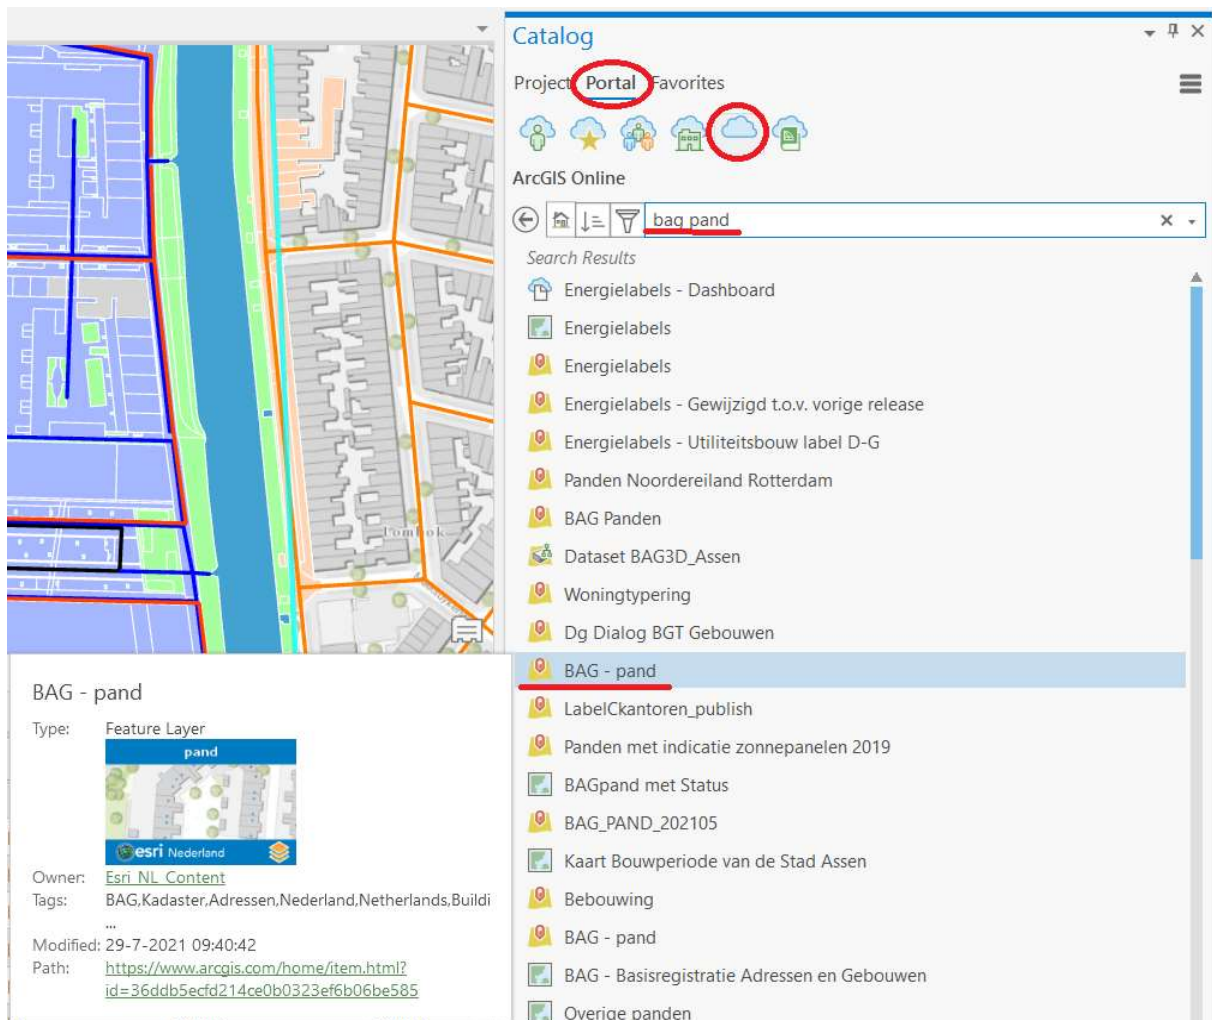 Catalog
Project Portal Favorites
ArcGIS Online
bag pand
Search Results
Energielabels - Dashboard
Energielabels
Energielabels
Energielabels - Gewijzigd t.o.v. vorige release
Energielabels - Utiliteitsbouw label D-G
Panden Noordereiland Rotterdam
BAG Panden
Dataset BAG3D_Assen
Woningtypering
Dg Dialog BGT Gebouwen
BAG - pand
LabelCkantoren_publish
Panden met indicatie zonnepanelen 2019
BAGpand met Status
BAG_PAND_202105
Kaart Bouwperiode van de Stad Assen
Bebouwing
BAG - pand
BAG - Basisregistratie Adressen en Gebouwen
Overige panden
Lombok
BAG - pand
Type: Feature Layer
pand
esri Nederland
Owner: Esri_NL_Content
Tags: BAG,Kadaster,Adressen,Nederland,Netherlands,Buildi
...
Modified: 29-7-2021 09:40:42
Path: https://www.arcgis.com/home/item.html?
id=36ddb5ecfd214ce0b0323ef6b06be585